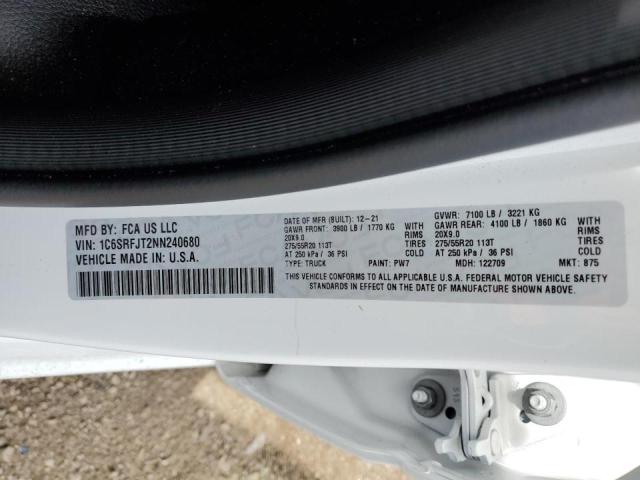 MFD BY: FCA US LLC
VIN: 1C6SRFJT2NN240680
VEHICLE MADE IN: U.S.A.
DATE OF MFR (BUILT): 12-21
GAWR FRONT: 3900 LB / 1770 KG
20X9.0 RIMS
275/55R20 113T TIRES
AT 250 kPa / 36 PSI COLD
TYPE: TRUCK
GVWR: 7100 LB / 3221 KG
GAWR REAR: 4100 LB / 1860 KG
20X9.0 RIMS
275/55R20 113T TIRES
AT 250 kPa / 36 PSI COLD
PAINT: PW7 MDH: 122709 MKT: 875
THIS VEHICLE CONFORMS TO ALL APPLICABLE U.S.A. FEDERAL MOTOR VEHICLE SAFETY
STANDARDS IN EFFECT ON THE DATE OF MANUFACTURE SHOWN ABOVE.